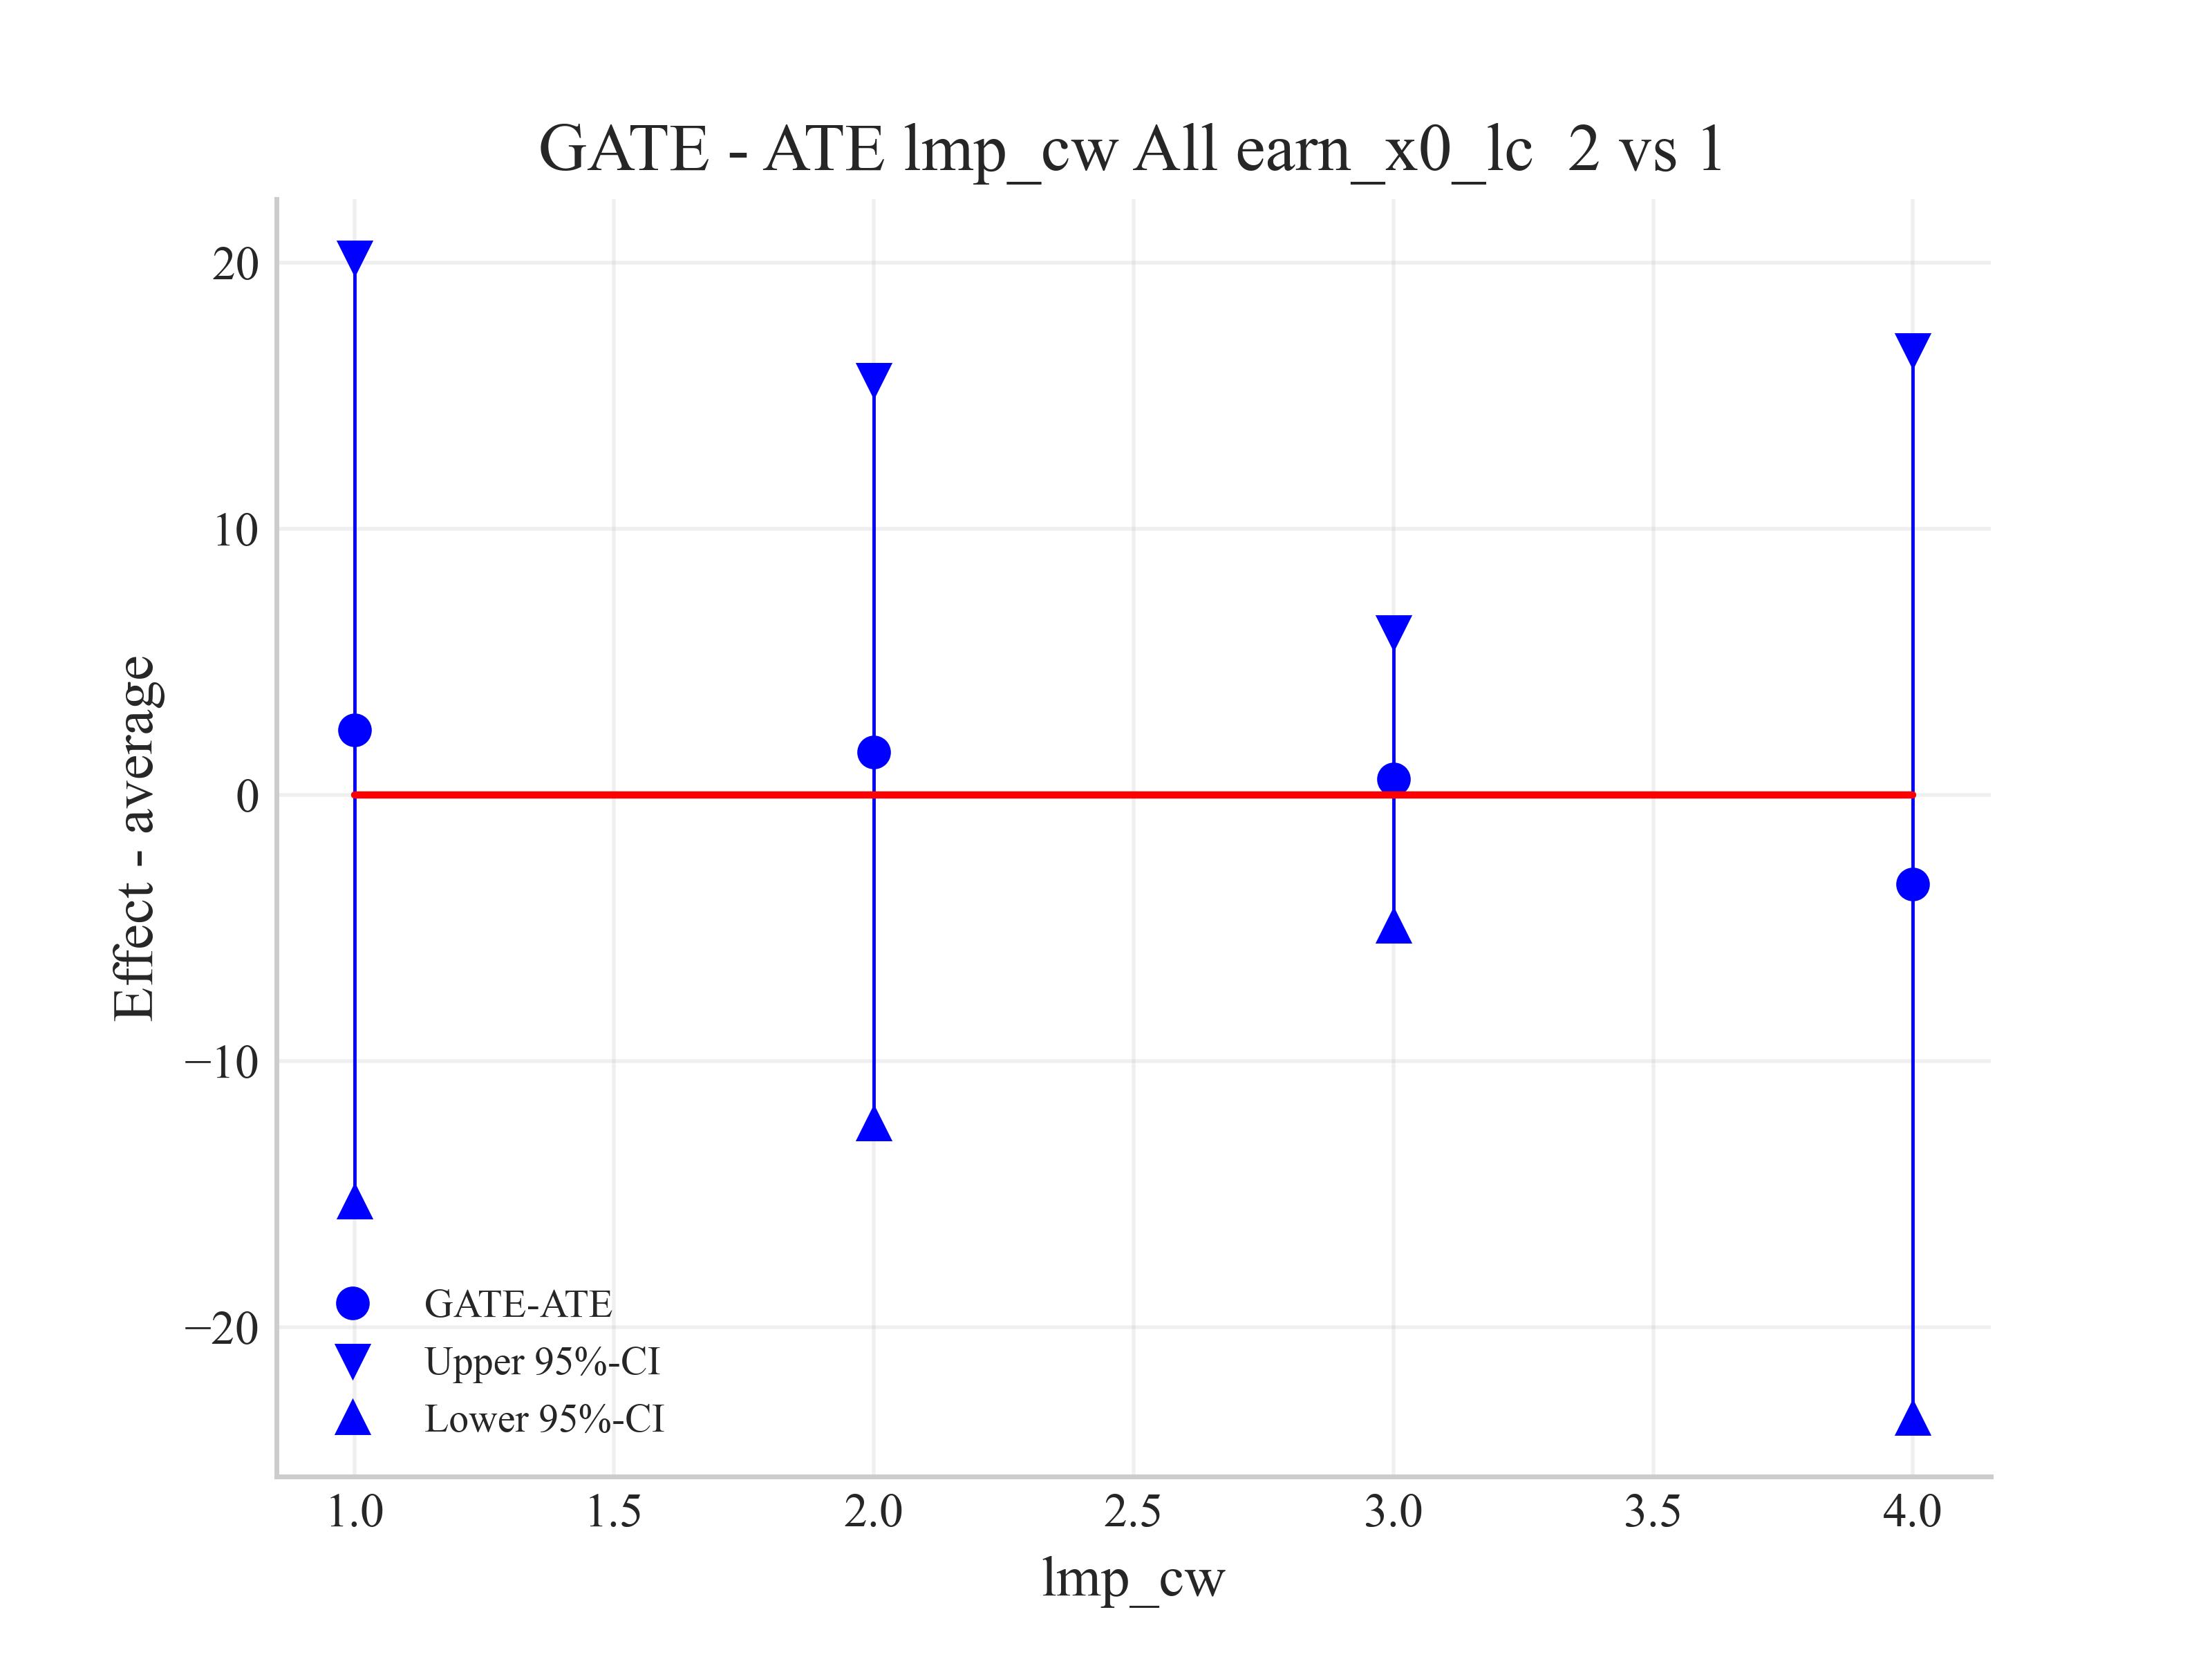 GATE - ATE lmp_cw All earn_x0_lc  2 vs 1
Effect - average
20
10
0
−10
−20
GATE-ATE
Upper 95%-CI
Lower 95%-CI
1.0 1.5 2.0 2.5 3.0 3.5 4.0
lmp_cw